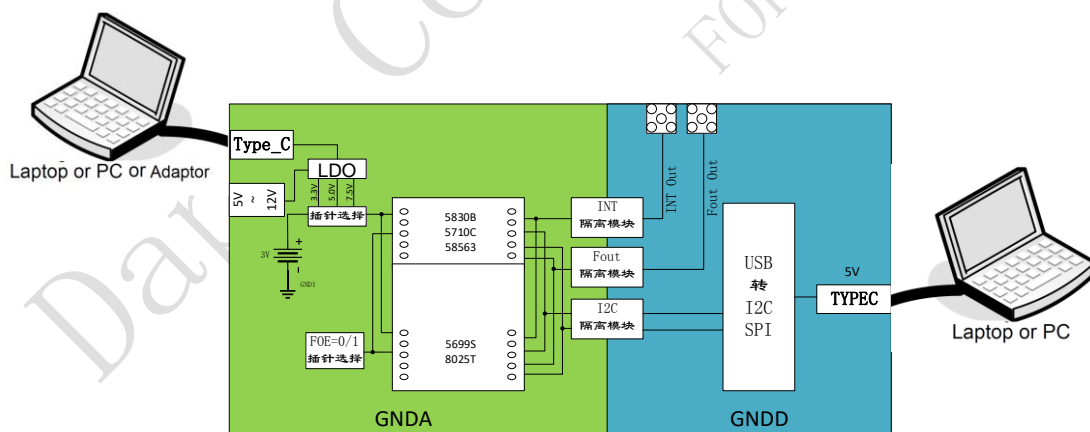 Type_C
Laptop or PC or Adaptor
LDO
5V
~
12V
3.3V
5.0V
7.5V
插针选择
3V
+
-
GND1
FOE=0/1
插针选择
5830B
5710C
58563
5699S
8025T
INT
隔离模块
Fout
隔离模块
I2C
隔离模块
INT Out
Fout Out
USB
转
I2C
SPI
5V
TYPEC
Laptop or PC
GNDA
GNDD